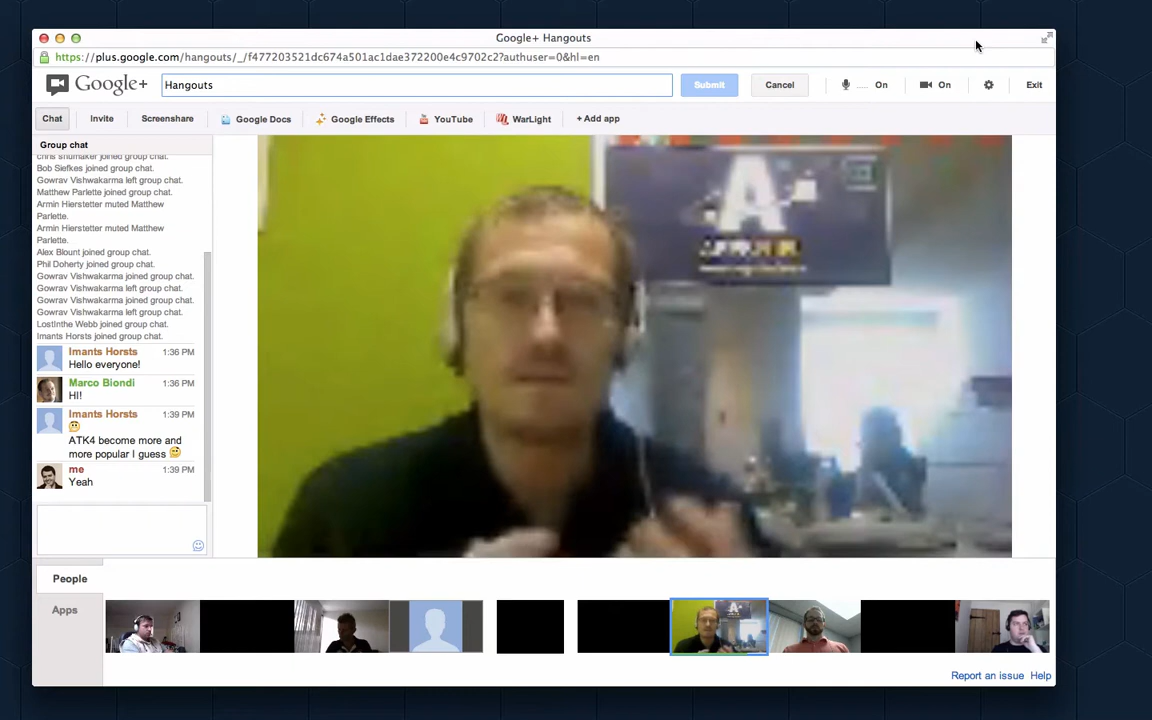 Google+ Hangouts
https://plus.google.com/hangouts/_/f477203521dc674a501ac1dae372200e4c9702c2?authuser=0&hl=en
Google+
Hangouts
Submit
Cancel
On
On
Exit
Chat
Invite
Screenshare
Google Docs
Google Effects
YouTube
WarLight
+ Add app
Group chat
chris shumaker joined group chat.
Bob Siefkes joined group chat.
Gowrav Vishwakarma left group chat.
Matthew Parlette joined group chat.
Armin Hierstetter muted Matthew
Parlette.
Armin Hierstetter muted Matthew
Parlette.
Alex Blount joined group chat.
Phil Doherty joined group chat.
Gowrav Vishwakarma joined group chat.
Gowrav Vishwakarma left group chat.
Gowrav Vishwakarma joined group chat.
Gowrav Vishwakarma left group chat.
LostInthe Webb joined group chat.
Imants Horsts joined group chat.
Imants Horsts 1:36 PM
Hello everyone!
Marco Biondi 1:36 PM
HI!
Imants Horsts 1:39 PM
ATK4 become more and
more popular I guess
me 1:39 PM
Yeah
A
People
Apps
Report an issue Help